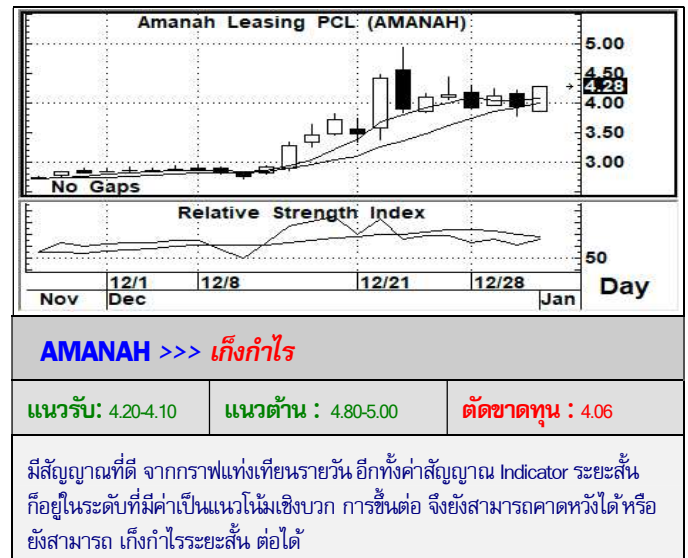 Amanah Leasing PCL (AMANAH)
5.00
4.50
4.28
4.00
3.50
3.00
No Gaps
Relative Strength Index
50
12/1 12/8 12/21 12/28
Nov Dec Jan
Day
AMANAH >>> เก็งกำไร
แนวรับ: 4.20-4.10 แนวต้าน : 4.80-5.00 ตัดขาดทุน : 4.06
มีสัญญาณที่ดี จากกราฟแท่งเทียนรายวัน อีกทั้งค่าสัญญาณ Indicator ระยะสั้น
ก็อยู่ในระดับที่มีค่าเป็นแนวโน้มเชิงบวก การขึ้นต่อ จึงยังสามารถคาดหวังได้ หรือ
ยังสามารถ เก็งกำไรระยะสั้น ต่อได้